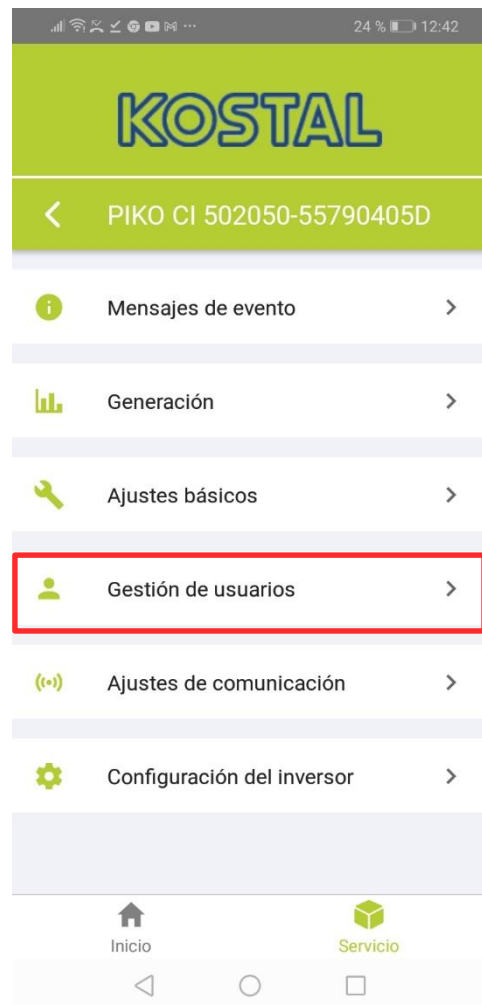 24 % 12:42
KOSTAL
PIKO CI 502050-55790405D
Mensajes de evento
Generación
Ajustes básicos
Gestión de usuarios
Ajustes de comunicación
Configuración del inversor
Inicio
Servicio